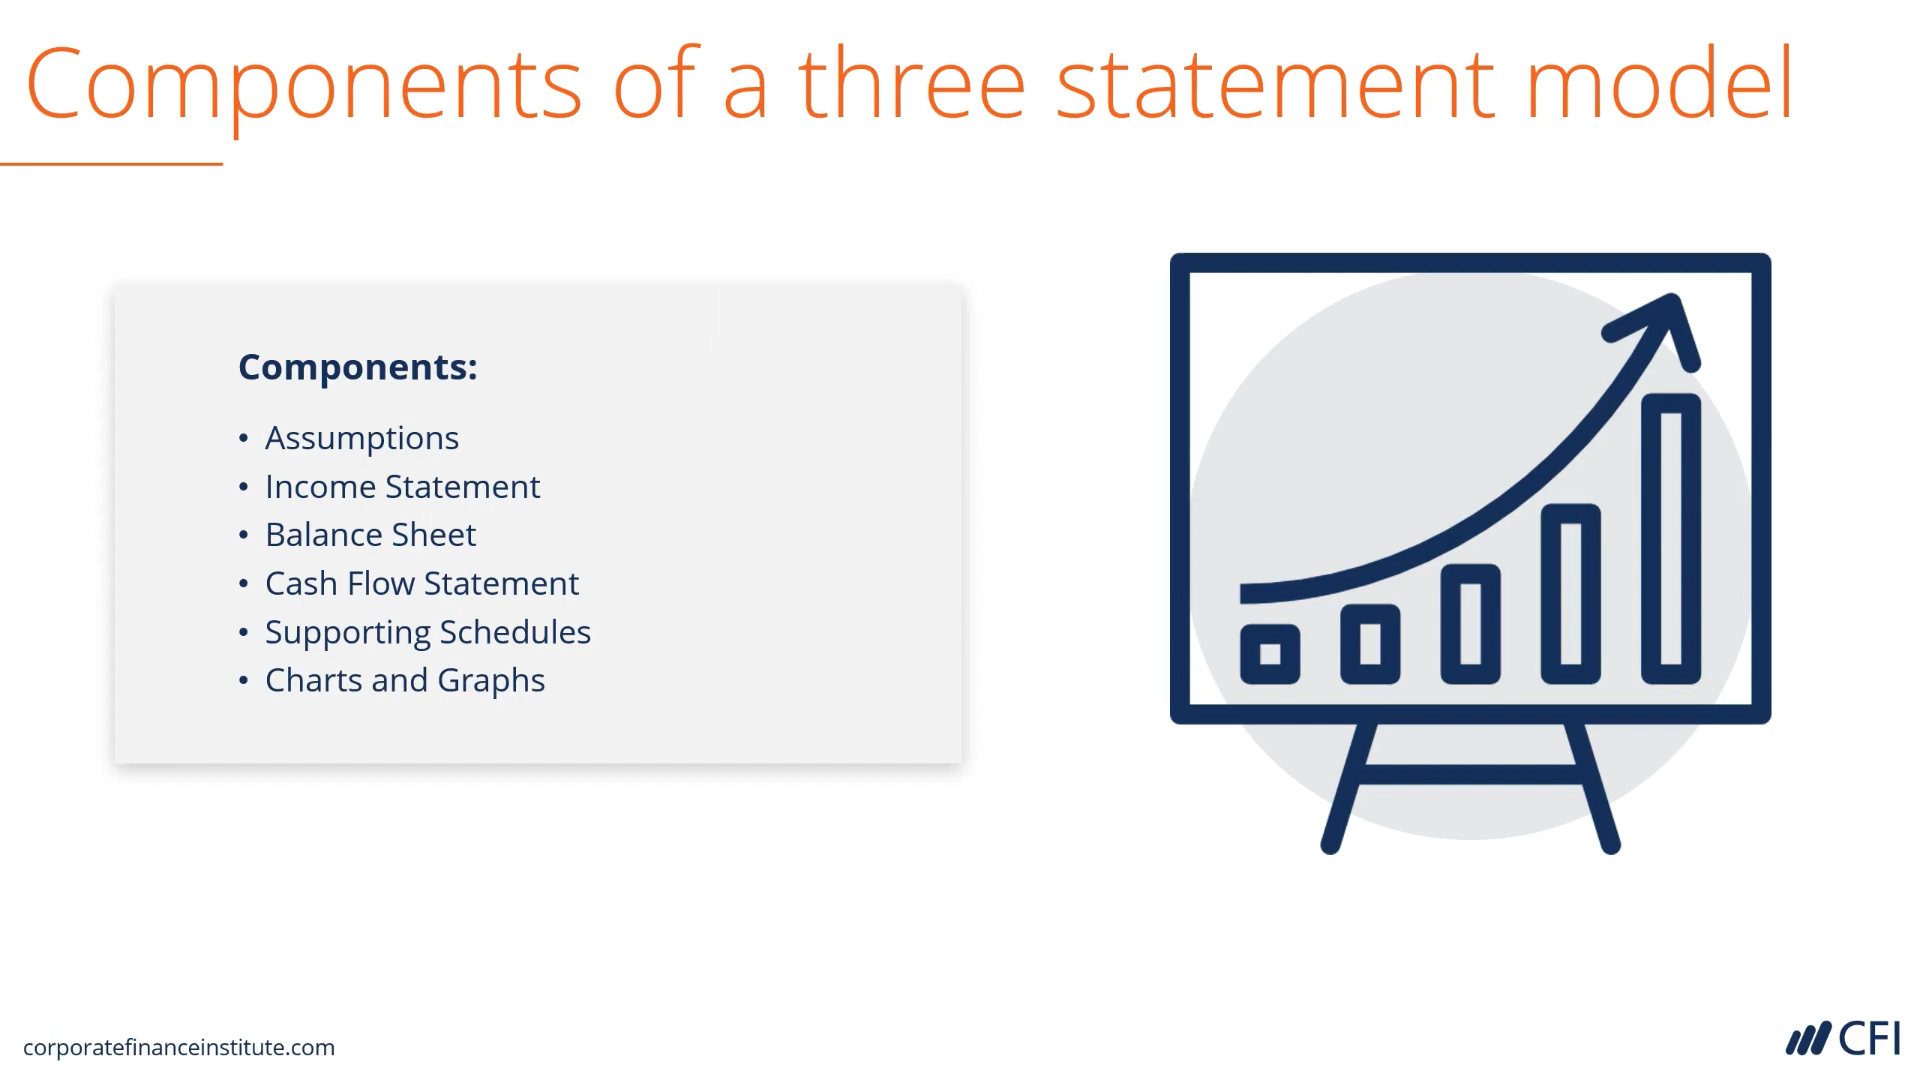 Components of a three statement model
Components:
• Assumptions
• Income Statement
• Balance Sheet
• Cash Flow Statement
• Supporting Schedules
• Charts and Graphs
corporatefinanceinstitute.com
CFI